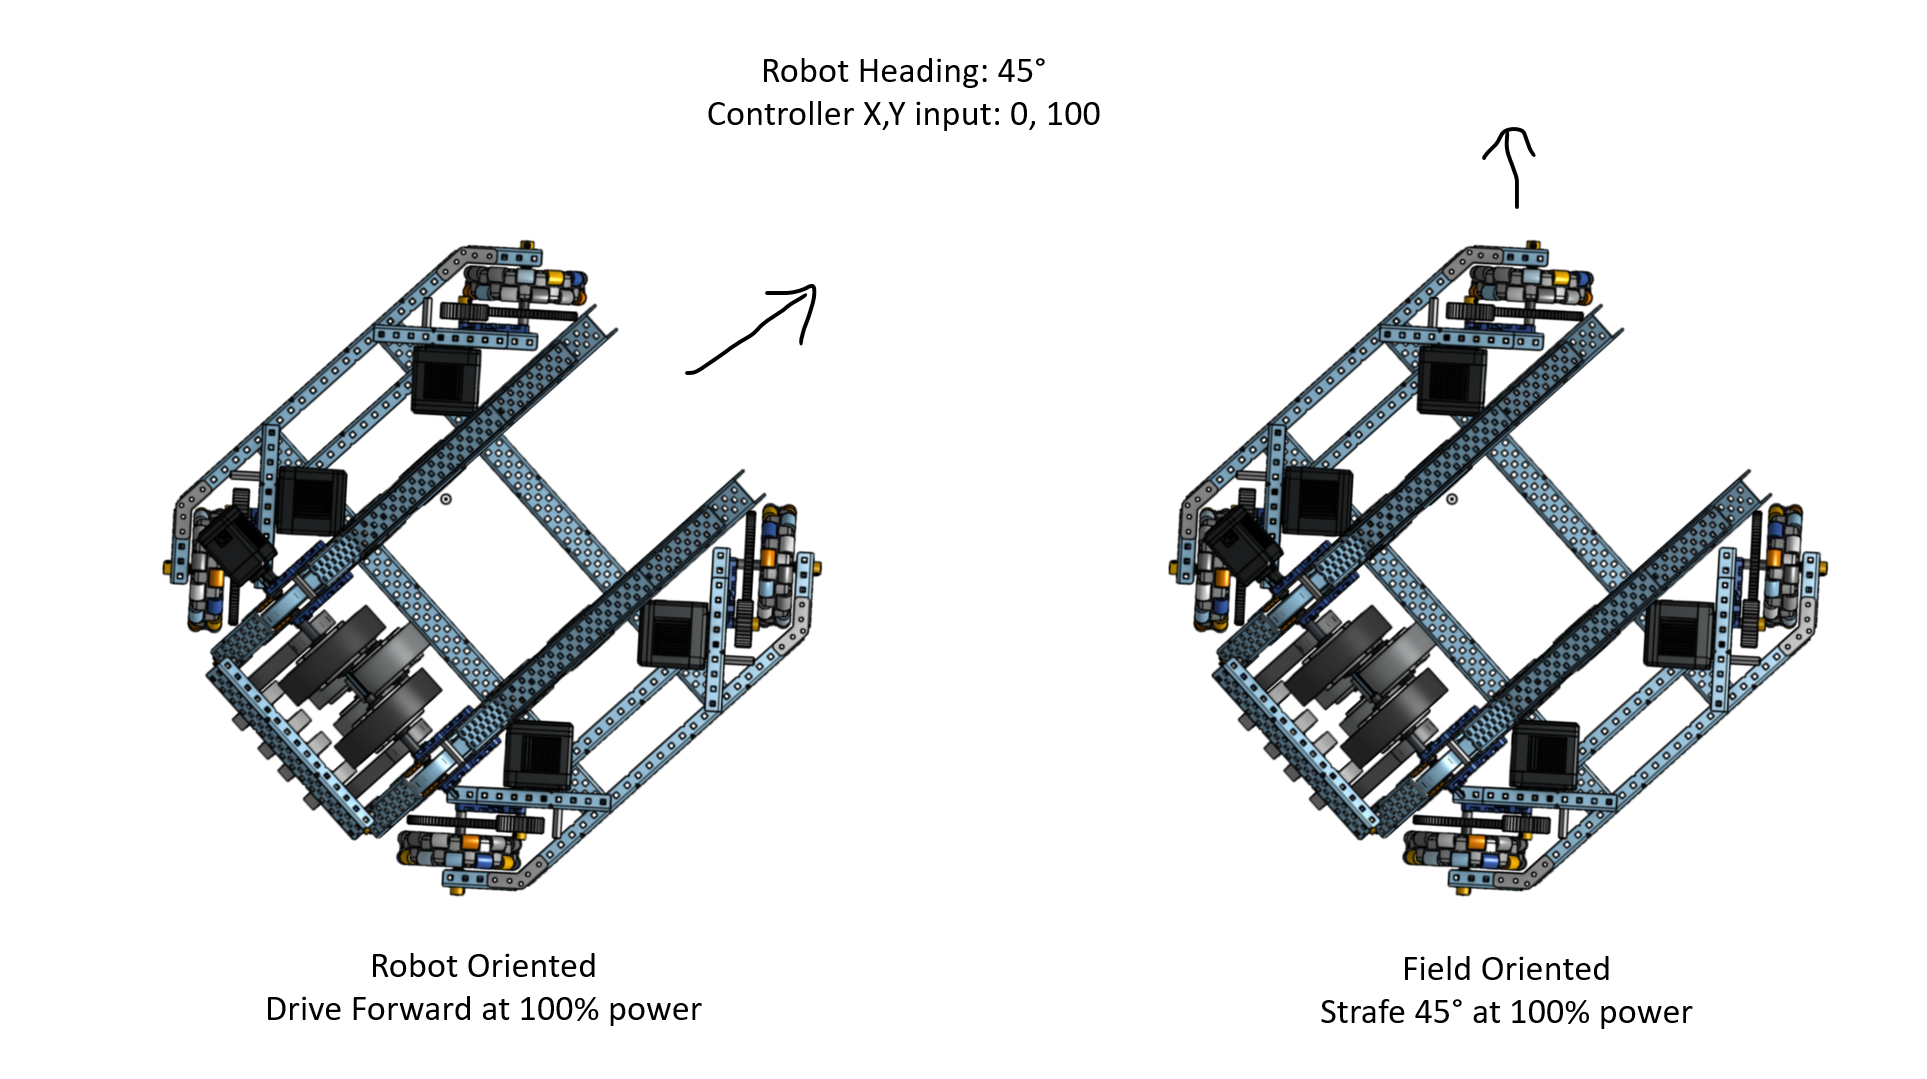 Robot Heading: 45°
Controller X,Y input: 0, 100
Robot Oriented
Drive Forward at 100% power
Field Oriented
Strafe 45° at 100% power